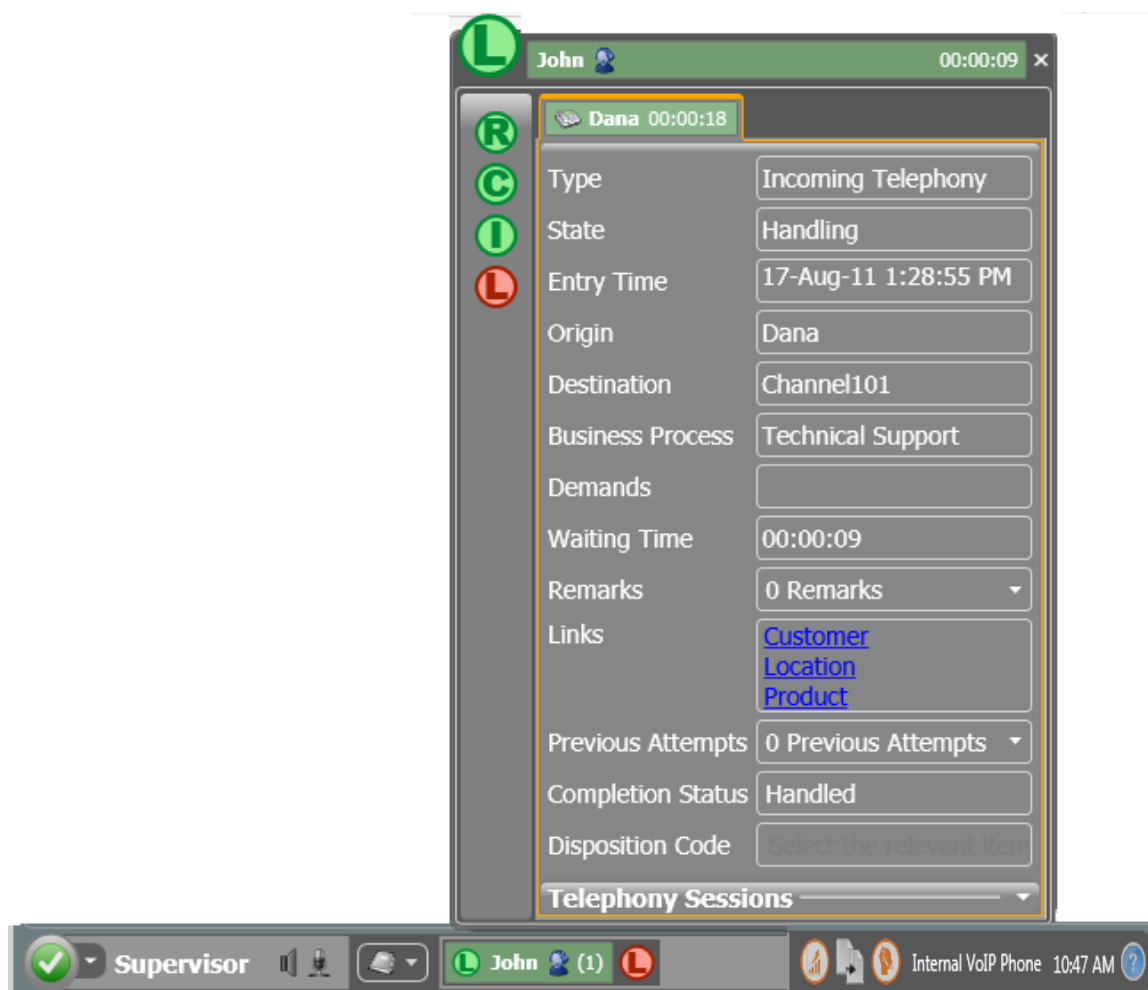 L
John 00:00:09 ×
Dana 00:00:18
R
C
I
L
Type Incoming Telephony
State Handling
Entry Time 17-Aug-11 1:28:55 PM
Origin Dana
Destination Channel101
Business Process Technical Support
Demands
Waiting Time 00:00:09
Remarks 0 Remarks
Links Customer
Location
Product
Previous Attempts 0 Previous Attempts
Completion Status Handled
Disposition Code Select the relevant item
Telephony Sessions
Supervisor L John (1) L Internal VoIP Phone 10:47 AM ?